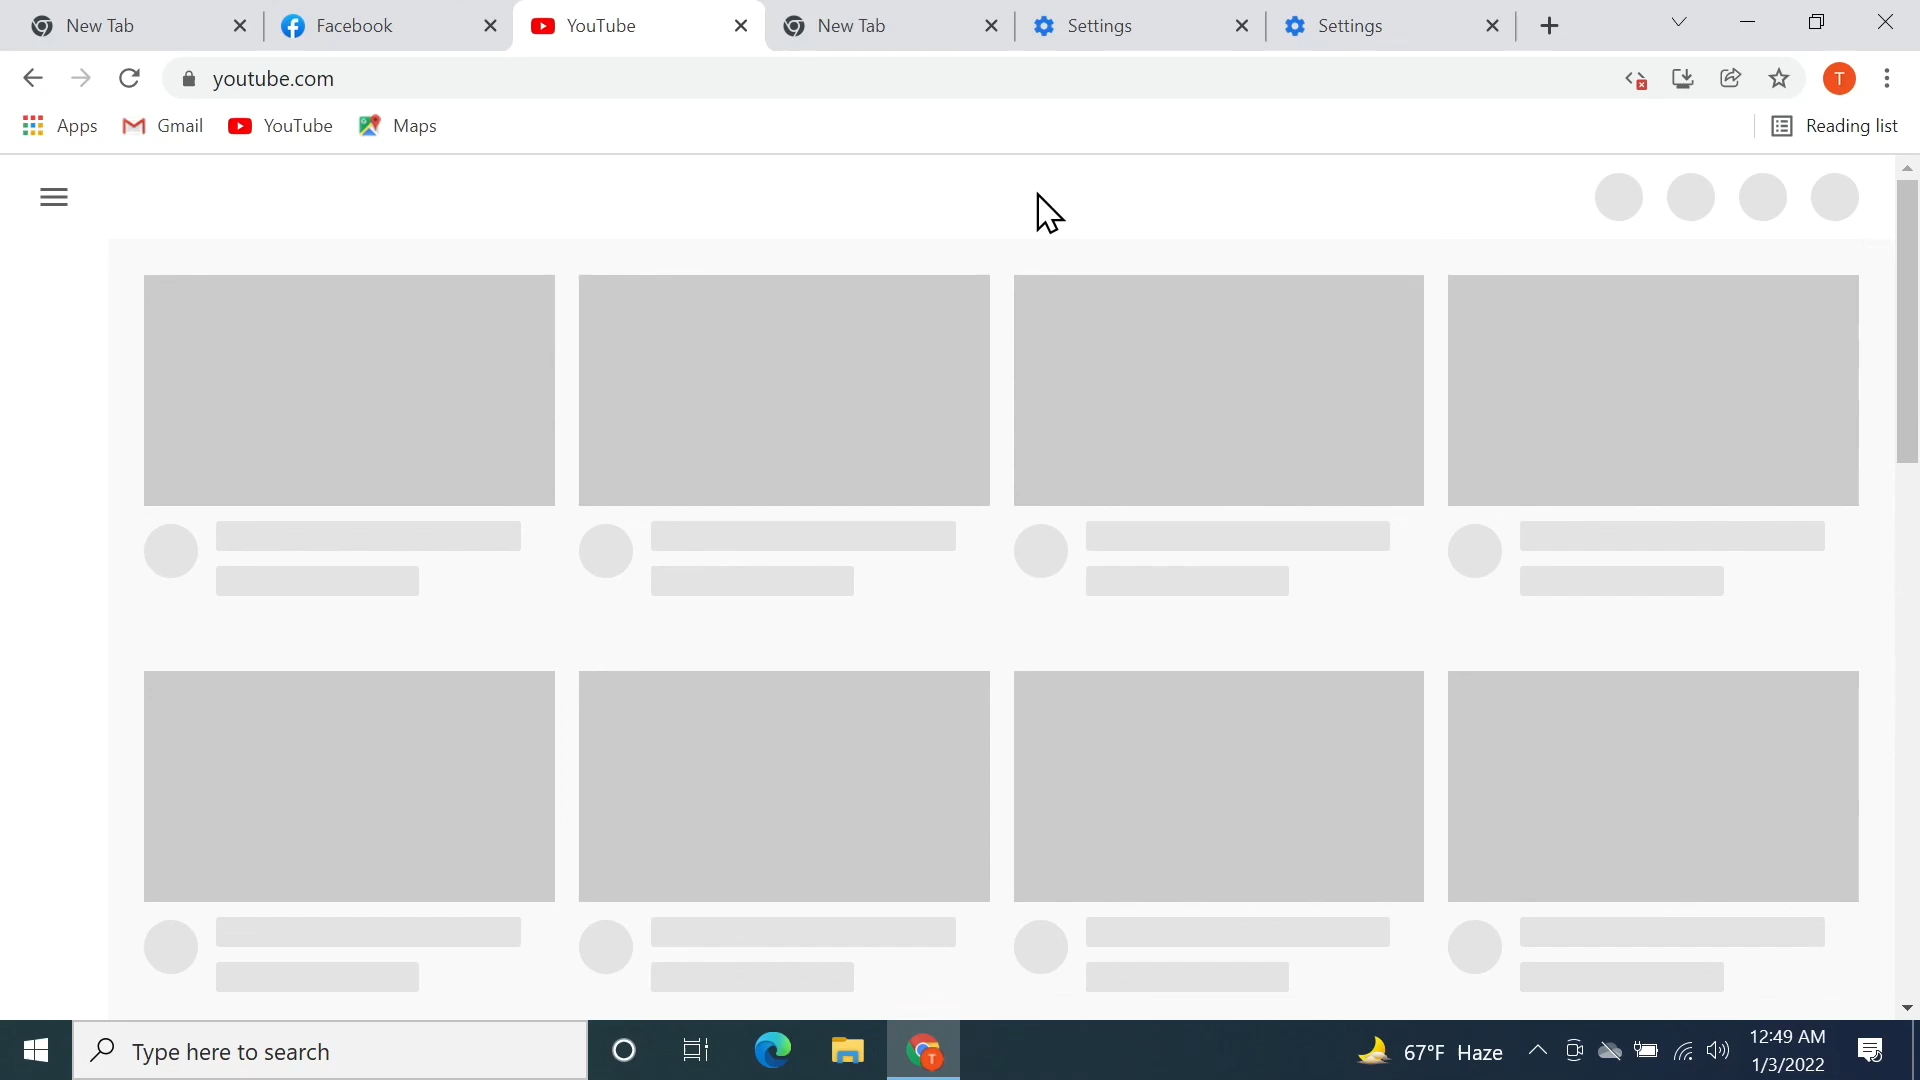 New Tab
Facebook
YouTube
New Tab
Settings
Settings
youtube.com
T
Apps
Gmail
YouTube
Maps
Reading list
Type here to search
T
67°F Haze
12:49 AM
1/3/2022